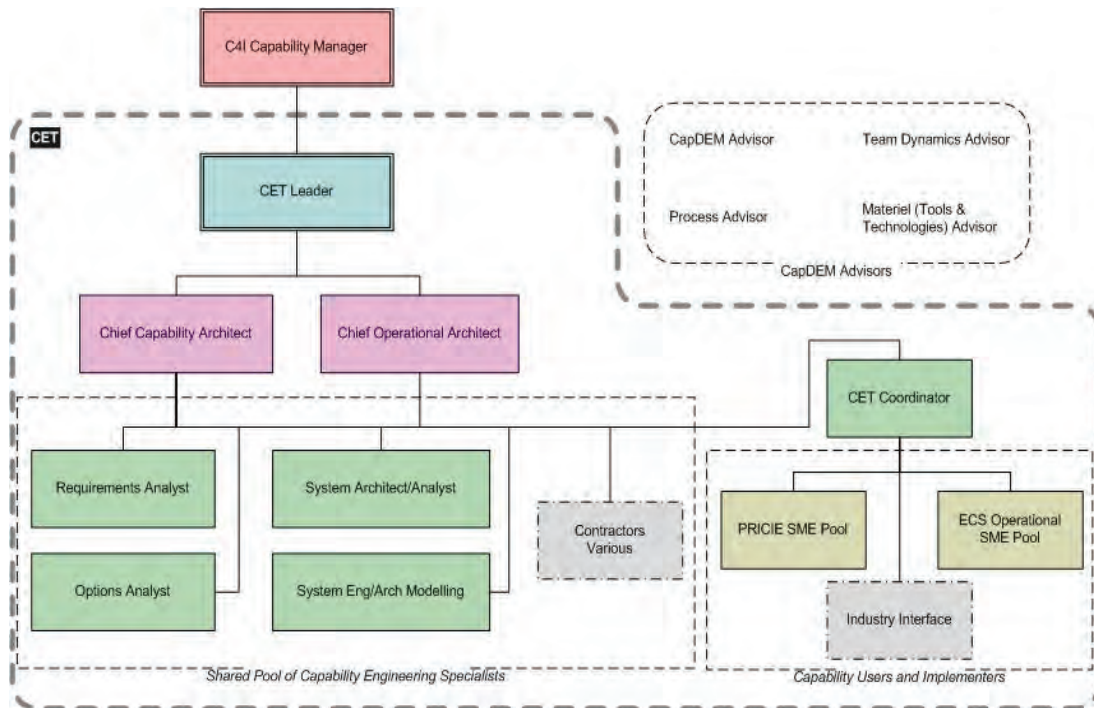 C4I Capability Manager
CET
CET Leader
CapDEM Advisor
Team Dynamics Advisor
Process Advisor
Materiel (Tools &
Technologies) Advisor
CapDEM Advisors
Chief Capability Architect
Chief Operational Architect
CET Coordinator
Requirements Analyst
System Architect/Analyst
Contractors
Various
Options Analyst
System Eng/Arch Modelling
Shared Pool of Capability Engineering Specialists
PRICIE SME Pool
ECS Operational
SME Pool
Industry Interface
Capability Users and Implementers